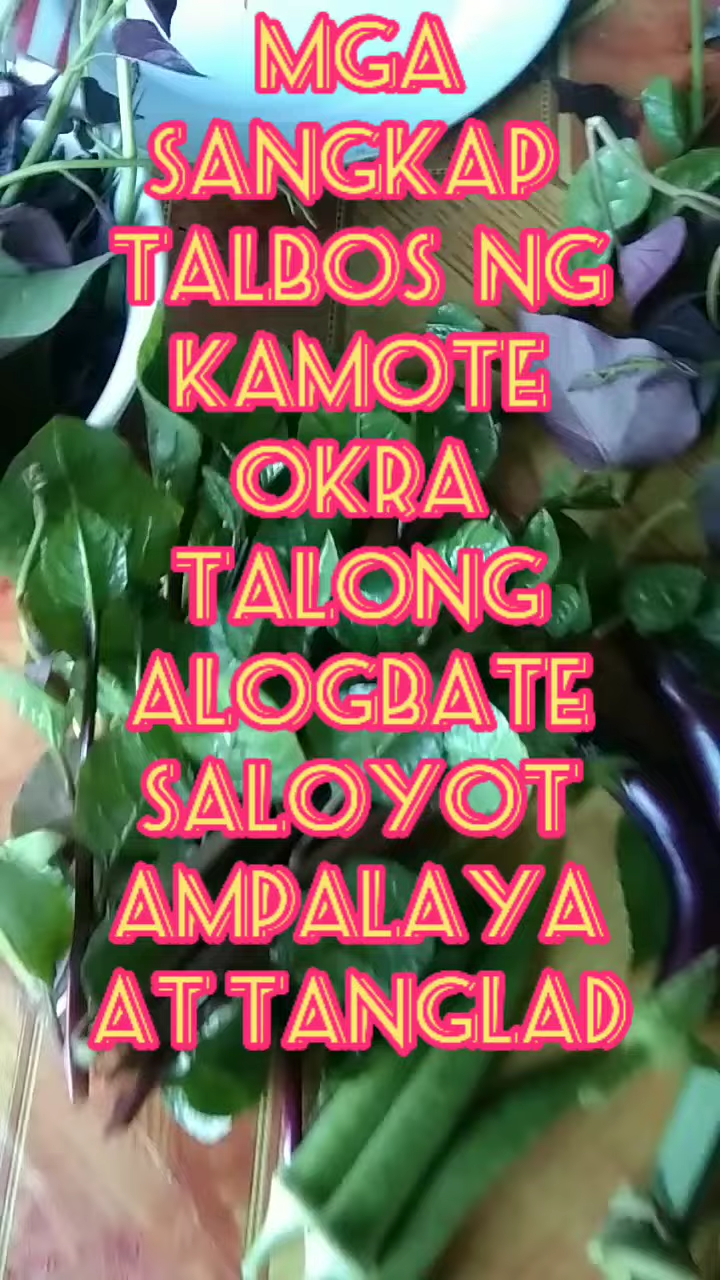 MGA
SANGKAP
TALBOS NG
KAMOTE
OKRA
TALONG
ALOGBATE
SALOYOT
AMPALAYA
AT TANGLAD